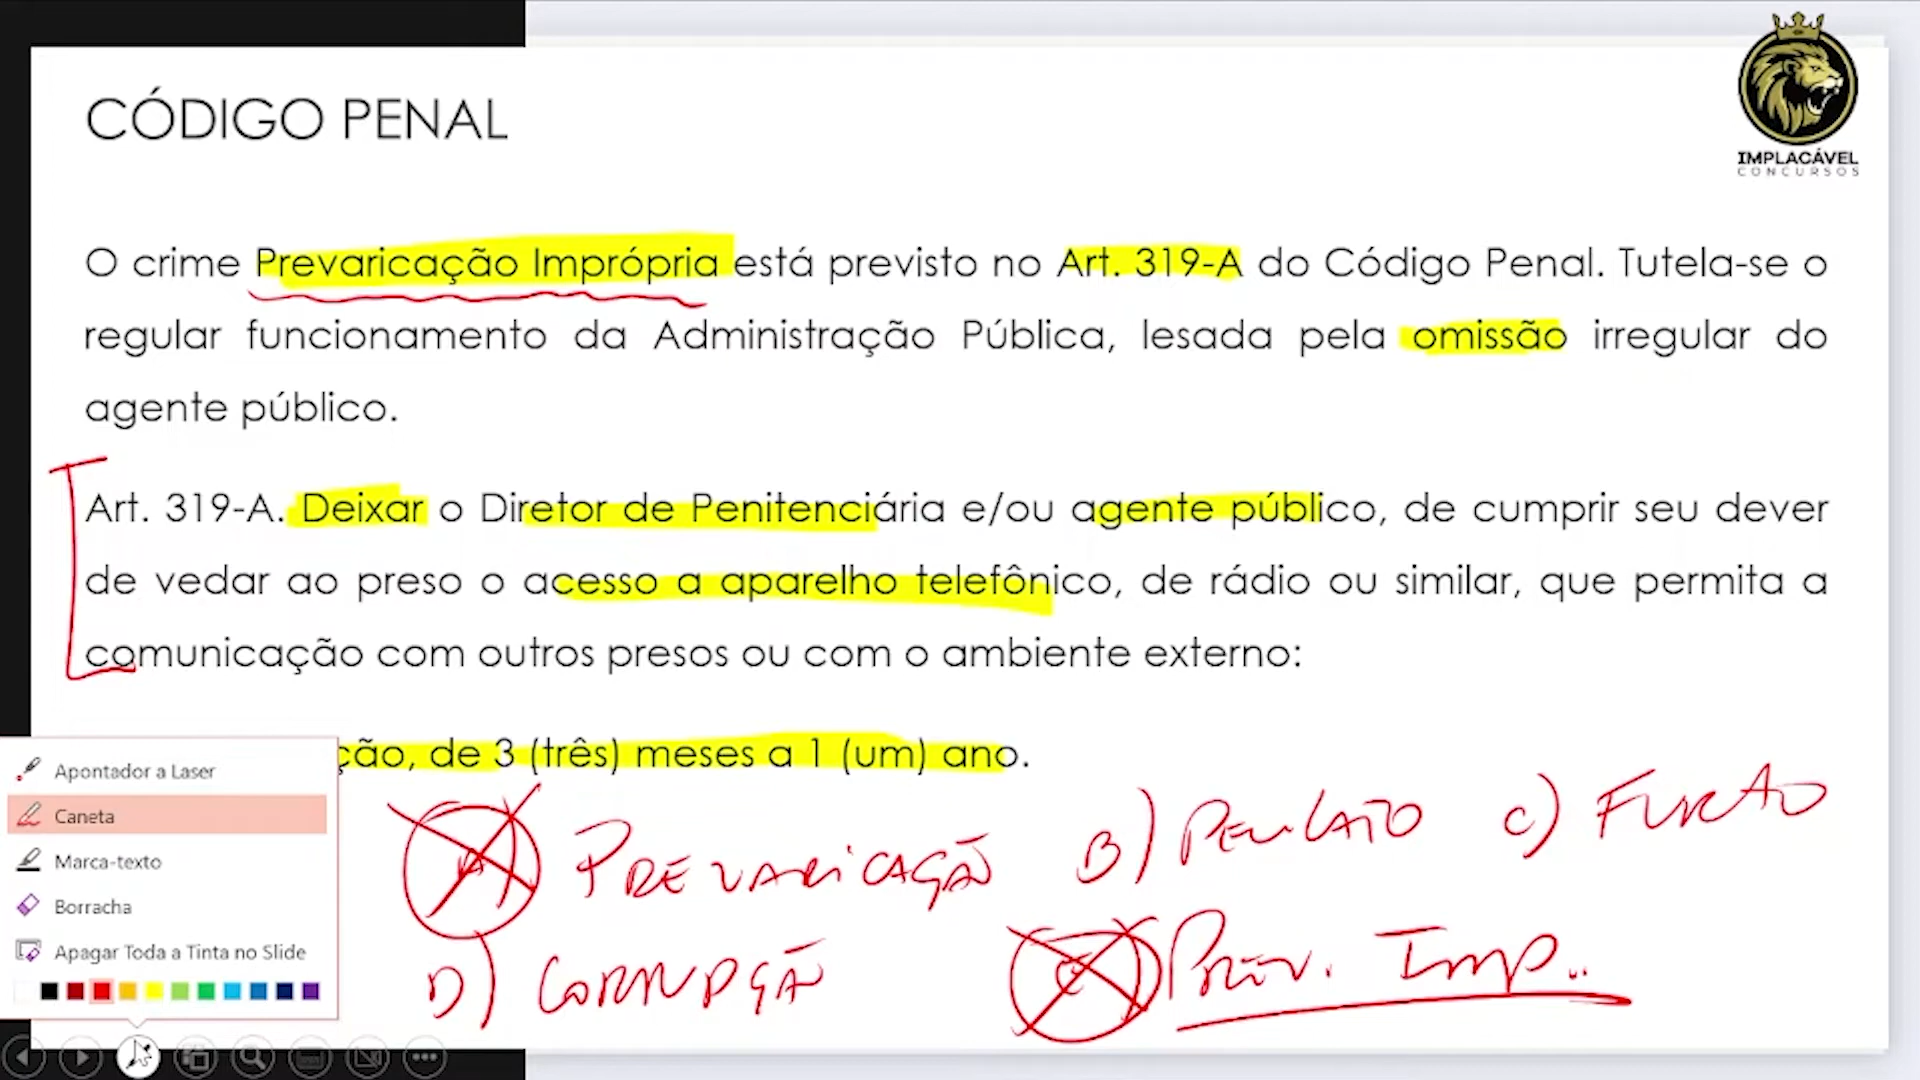 IMPLACÁVEL
CONCURSOS
CÓDIGO PENAL
O crime Prevaricação Imprópria está previsto no Art. 319-A do Código Penal. Tutela-se o
regular funcionamento da Administração Pública, lesada pela omissão irregular do
agente público.
Art. 319-A. Deixar o Diretor de Penitenciária e/ou agente público, de cumprir seu dever
de vedar ao preso o acesso a aparelho telefônico, de rádio ou similar, que permita a
comunicação com outros presos ou com o ambiente externo:
ção, de 3 (três) meses a 1 (um) ano.
A PREVARICAÇÃO B) PECULATO C) FURTO
D) CORRUPÇÃO E PREV. IMP..
Apontador a Laser
Caneta
Marca-texto
Borracha
Apagar Toda a Tinta no Slide